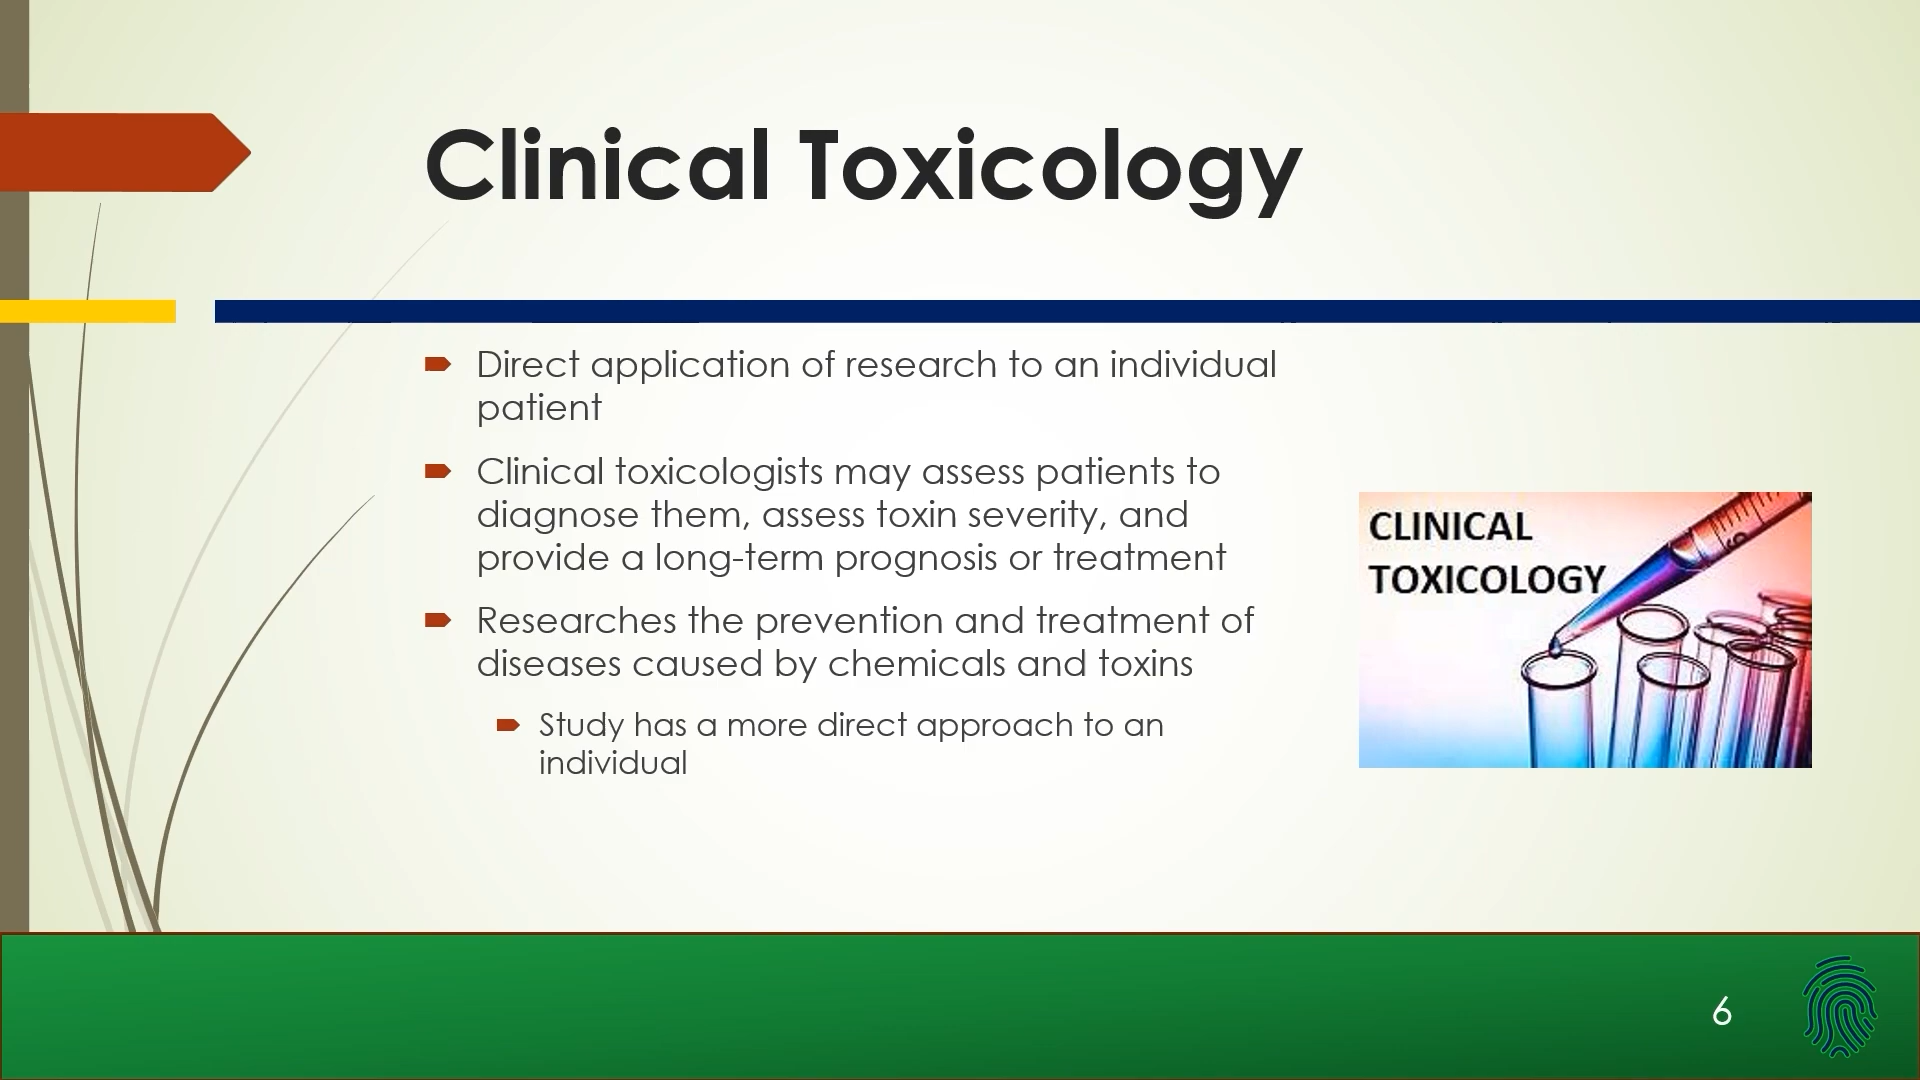 Clinical Toxicology
Direct application of research to an individual
patient
Clinical toxicologists may assess patients to
diagnose them, assess toxin severity, and
provide a long-term prognosis or treatment
Researches the prevention and treatment of
diseases caused by chemicals and toxins
Study has a more direct approach to an
individual
CLINICAL
TOXICOLOGY
6